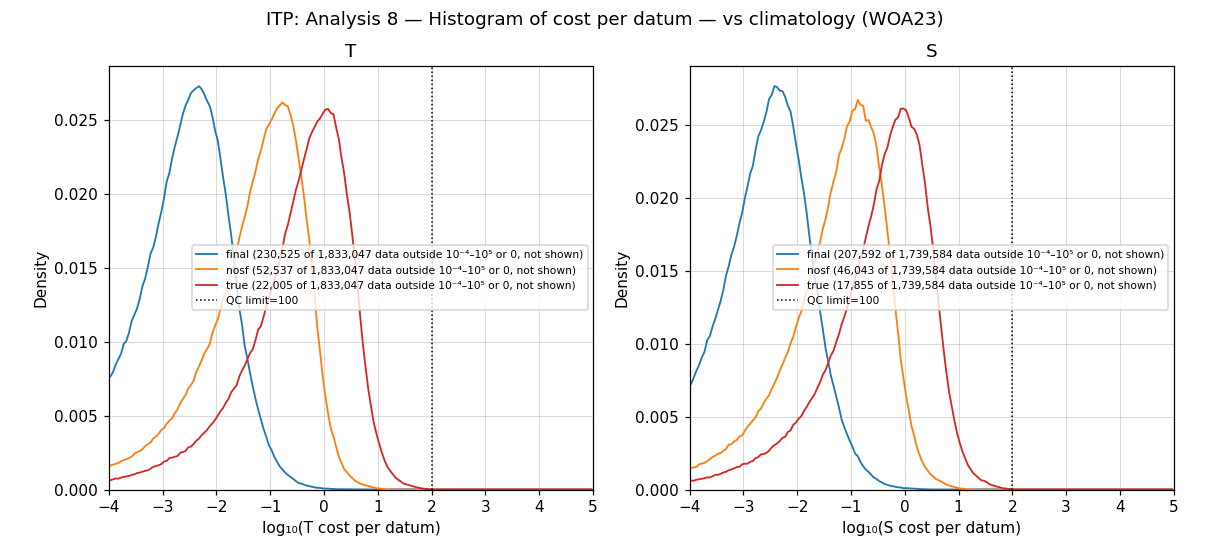 ITP: Analysis 8 — Histogram of cost per datum — vs climatology (WOA23)
T
Density
0.025
0.020
0.015
0.010
0.005
0.000
final (230,525 of 1,833,047 data outside 10⁻⁴–10⁵ or 0, not shown)
nosf (52,537 of 1,833,047 data outside 10⁻⁴–10⁵ or 0, not shown)
true (22,005 of 1,833,047 data outside 10⁻⁴–10⁵ or 0, not shown)
QC limit=100
−4 −3 −2 −1 0 1 2 3 4 5
log₁₀(T cost per datum)
S
Density
0.025
0.020
0.015
0.010
0.005
0.000
final (207,592 of 1,739,584 data outside 10⁻⁴–10⁵ or 0, not shown)
nosf (46,043 of 1,739,584 data outside 10⁻⁴–10⁵ or 0, not shown)
true (17,855 of 1,739,584 data outside 10⁻⁴–10⁵ or 0, not shown)
QC limit=100
−4 −3 −2 −1 0 1 2 3 4 5
log₁₀(S cost per datum)